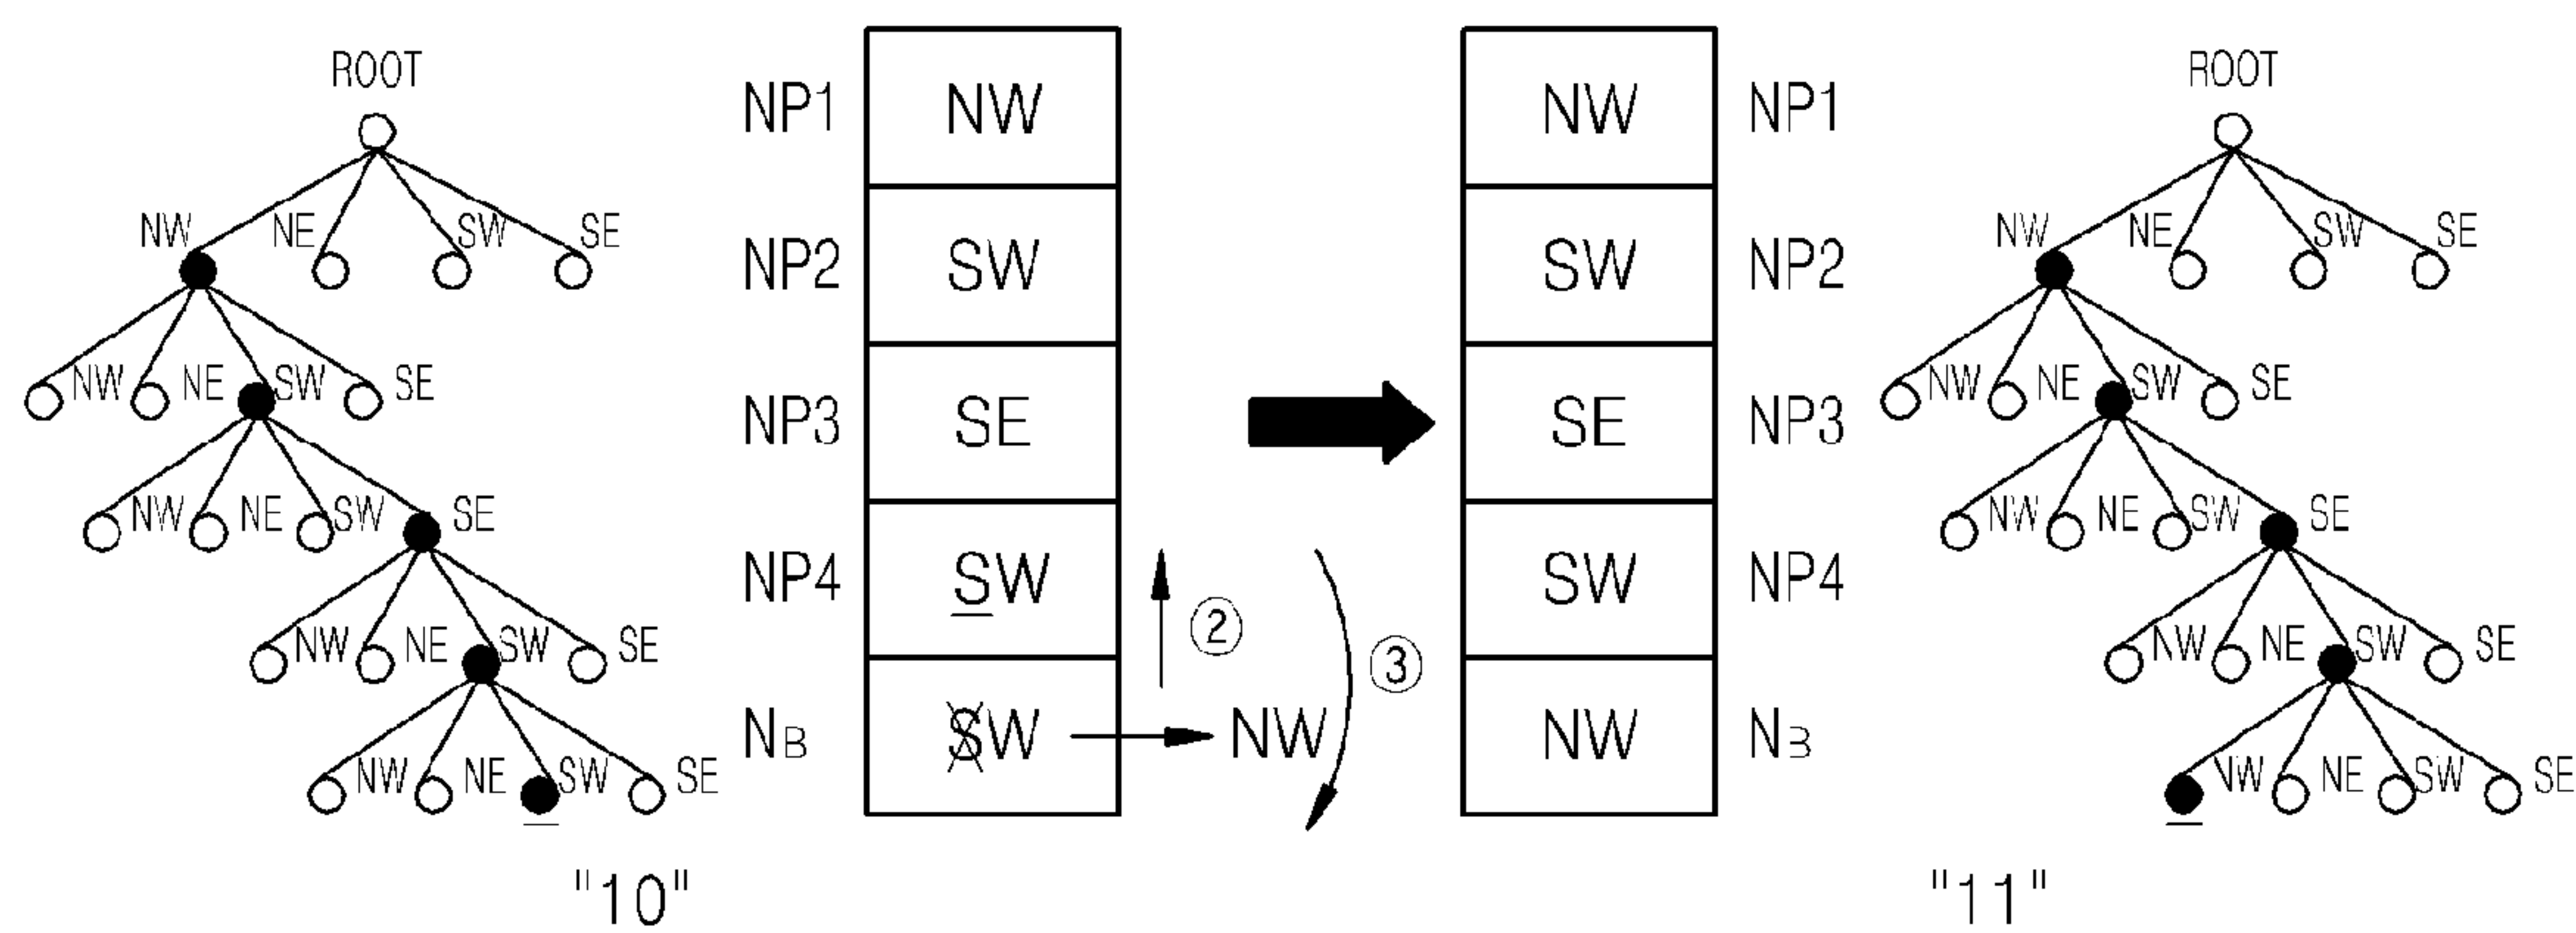 ROOT
NW NE SW SE
NW NE SW SE
NW NE SW SE
NW NE SW SE
NW NE SW SE
"10"
NP1 NW
NP2 SW
NP3 SE
NP4 SW
NB SW
②
NW
③
NW NP1
SW NP2
SE NP3
SW NP4
NW NB
ROOT
NW NE SW SE
NW NE SW SE
NW NE SW SE
NW NE SW SE
NW NE SW SE
"11"